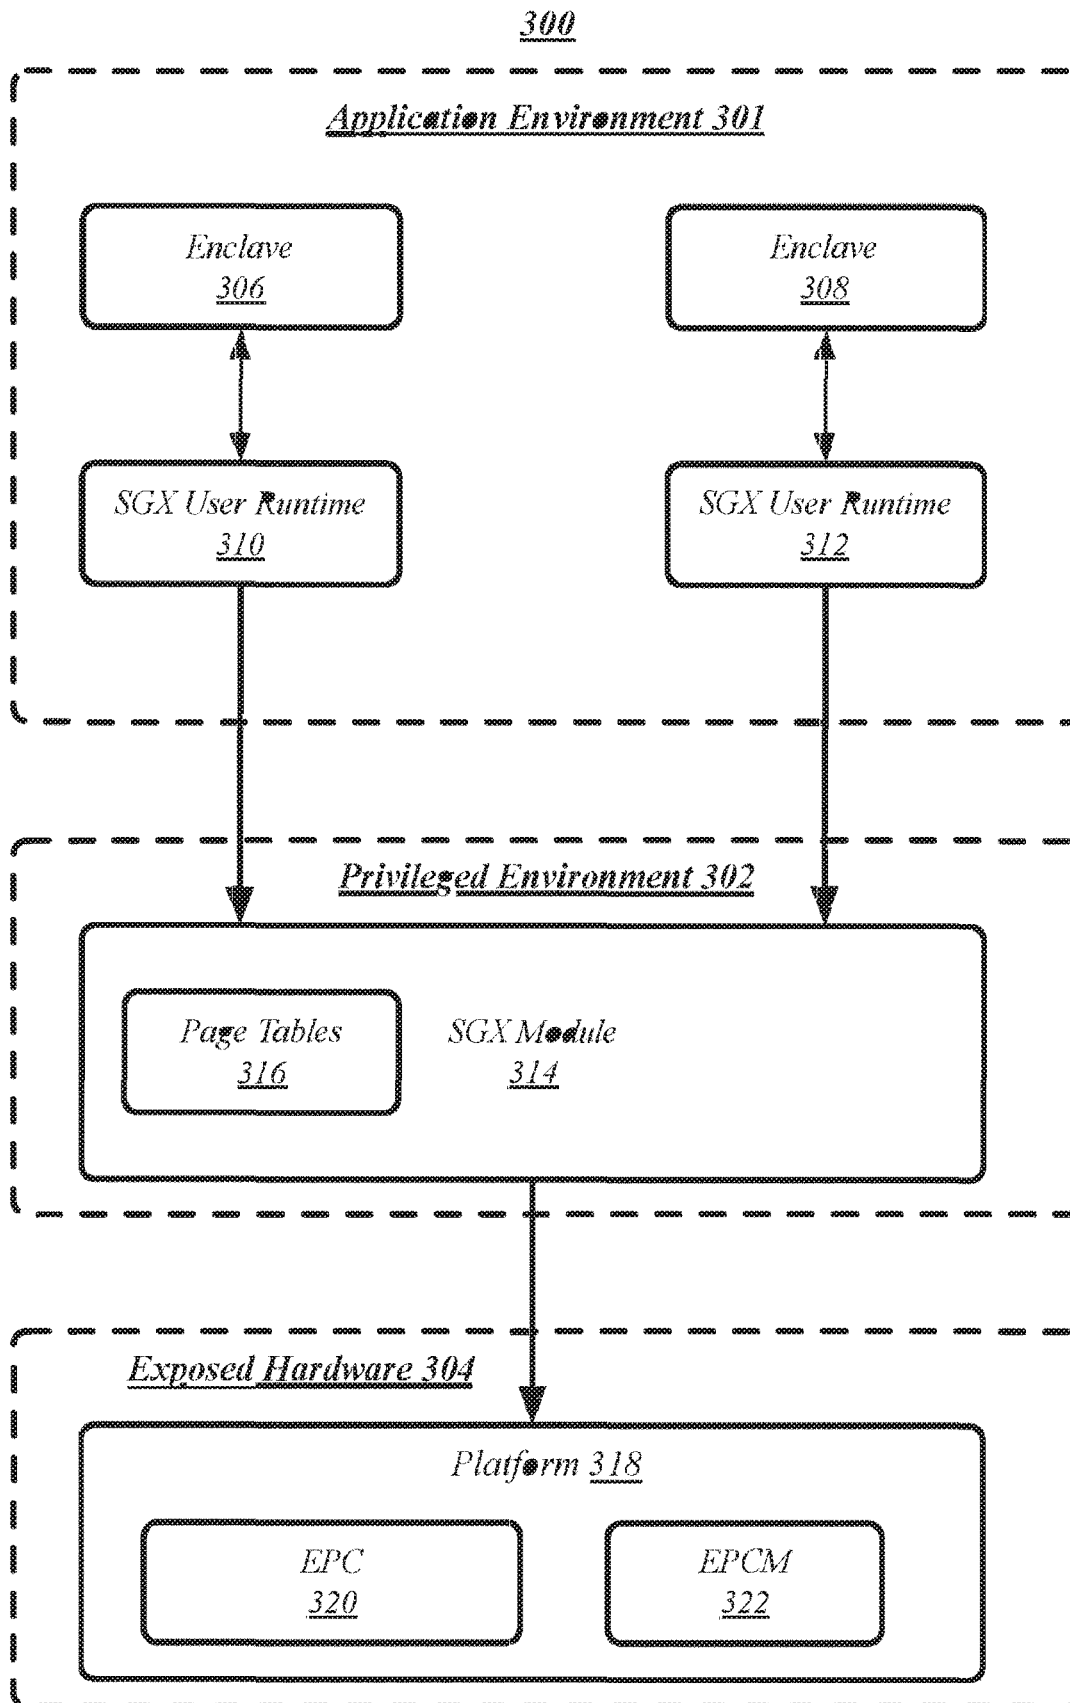 300
Application Environment 301
Enclave
306
Enclave
308
SGX User Runtime
310
SGX User Runtime
312
Privileged Environment 302
Page Tables
316
SGX Module
314
Exposed Hardware 304
Platform 318
EPC
320
EPCM
322